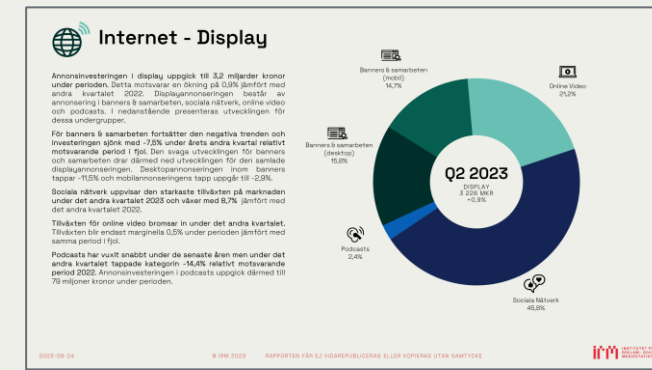 Internet - Display
Annonsinvesteringen i display uppgick till 3,2 miljarder kronor
under perioden. Detta motsvarar en ökning på 0,9% jämfört med
andra kvartalet 2022. Displayannonseringen består av
annonsering i banners & samarbeten, sociala nätverk, online video
och podcasts. I nedanstående presenteras utvecklingen för
dessa undergrupper.
För banners & samarbeten fortsätter den negativa trenden och
investeringen sjönk med -7,5% under årets andra kvartal relativt
motsvarande period i fjol. Den svaga utvecklingen för banners
och samarbeten drar därmed ned utvecklingen för den samlade
displayannonseringen. Desktopannonseringen inom banners
tappar -11,5% och mobilannonseringens tapp uppgår till -2,9%.
Sociala nätverk uppvisar den starkaste tillväxten på marknaden
under det andra kvartalet 2023 och växer med 8,7% jämfört med
det andra kvartalet 2022.
Tillväxten för online video bromsar in under det andra kvartalet.
Tillväxten blir endast marginella 0,5% under perioden jämfört med
samma period i fjol.
Podcasts har vuxit snabbt under de senaste åren men under det
andra kvartalet tappade kategorin -14,4% relativt motsvarande
period 2022. Annonsinvesteringen i podcasts uppgick därmed till
79 miljoner kronor under perioden.
Banners & samarbeten
(mobil)
14,7%
Online Video
21,2%
Banners & samarbeten
(desktop)
15,8%
Q2 2023
DISPLAY
3 228 MKR
+0,9%
Podcasts
2,4%
Sociala Nätverk
45,8%
2023-08-24
© IRM 2023
RAPPORTEN FÅR EJ VIDAREPUBLICERAS ELLER KOPIERAS UTAN SAMTYCKE
irm